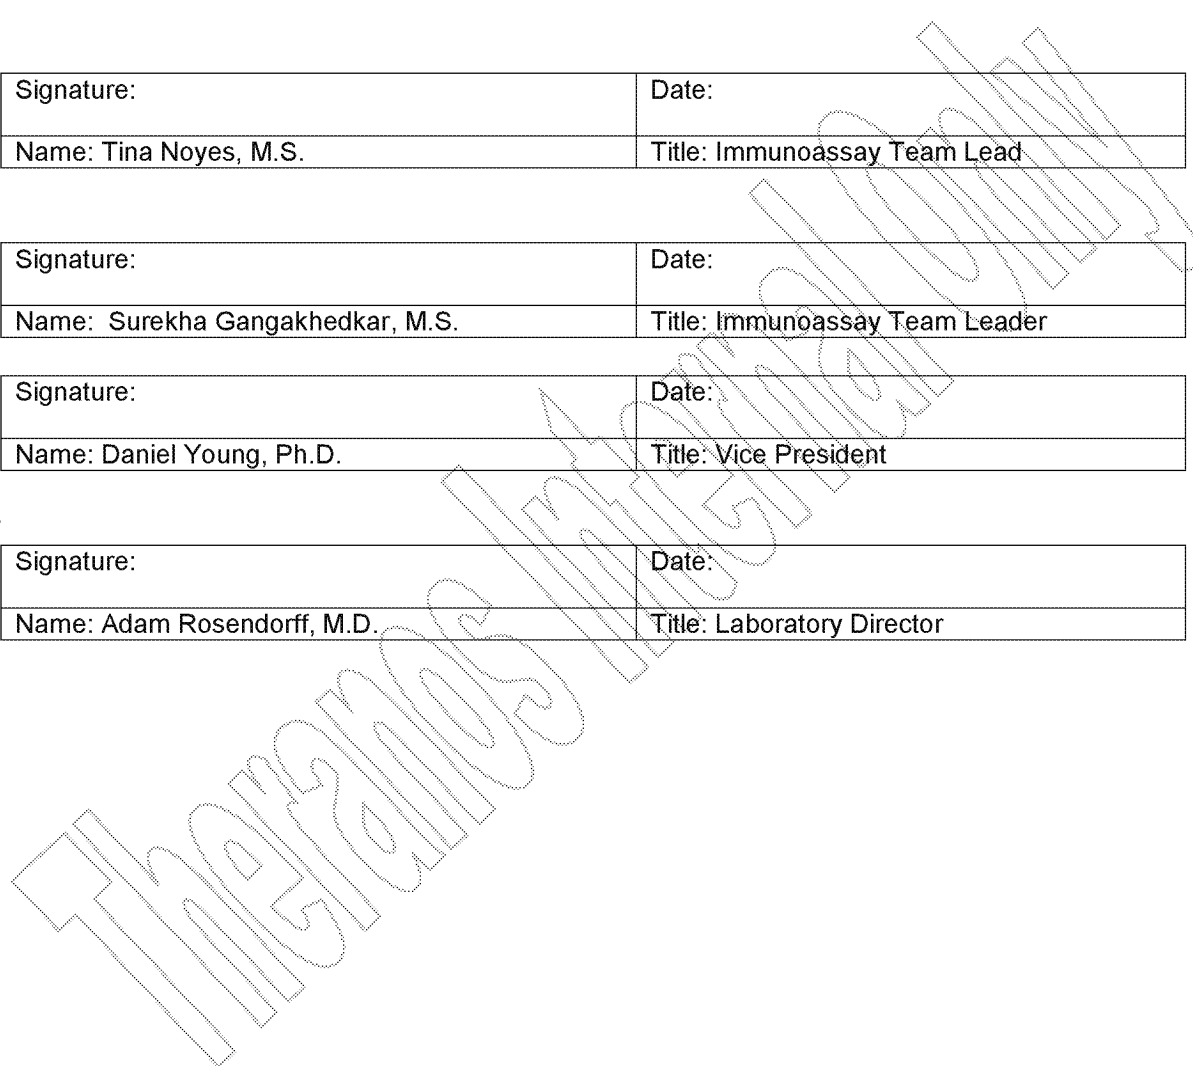 Signature: Date:
Name: Tina Noyes, M.S. Title: Immunoassay Team Lead
Signature: Date:
Name:  Surekha Gangakhedkar, M.S. Title: Immunoassay Team Leader
Signature: Date:
Name: Daniel Young, Ph.D. Title: Vice President
Signature: Date:
Name: Adam Rosendorff, M.D. Title: Laboratory Director
Theranos Internal Only